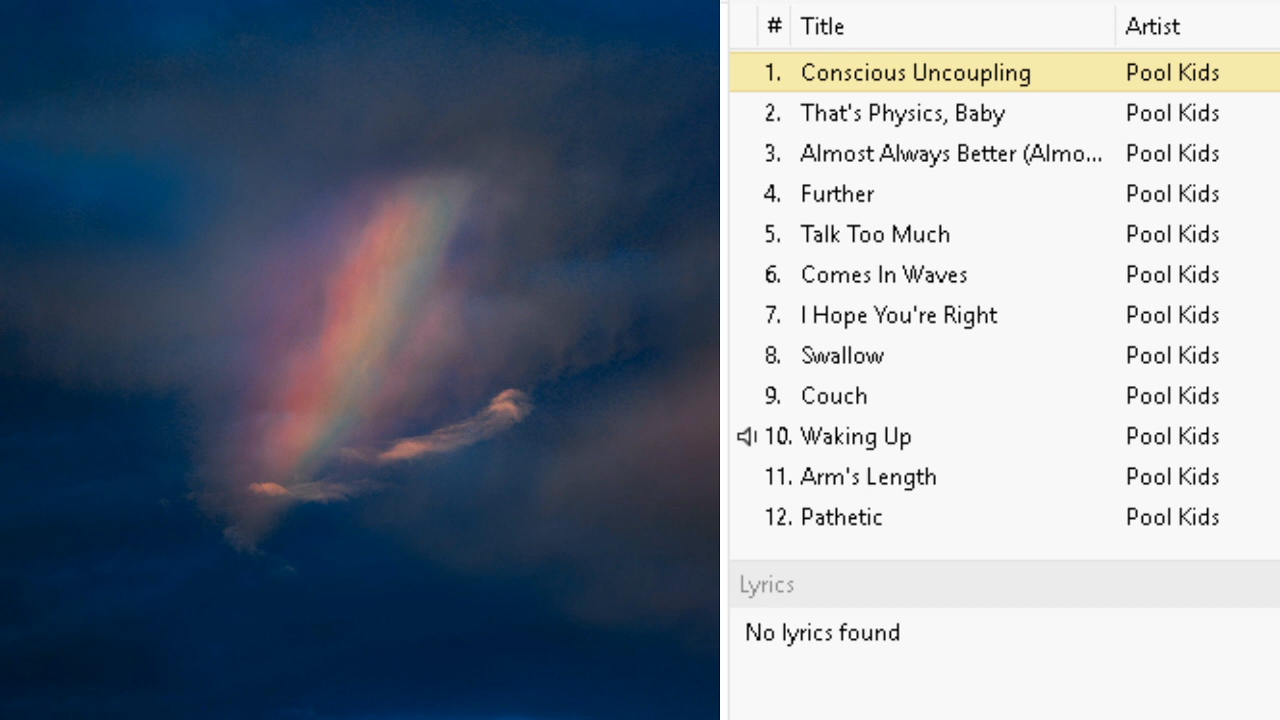 # Title Artist
1. Conscious Uncoupling Pool Kids
2. That's Physics, Baby Pool Kids
3. Almost Always Better (Almo... Pool Kids
4. Further Pool Kids
5. Talk Too Much Pool Kids
6. Comes In Waves Pool Kids
7. I Hope You're Right Pool Kids
8. Swallow Pool Kids
9. Couch Pool Kids
10. Waking Up Pool Kids
11. Arm's Length Pool Kids
12. Pathetic Pool Kids
Lyrics
No lyrics found